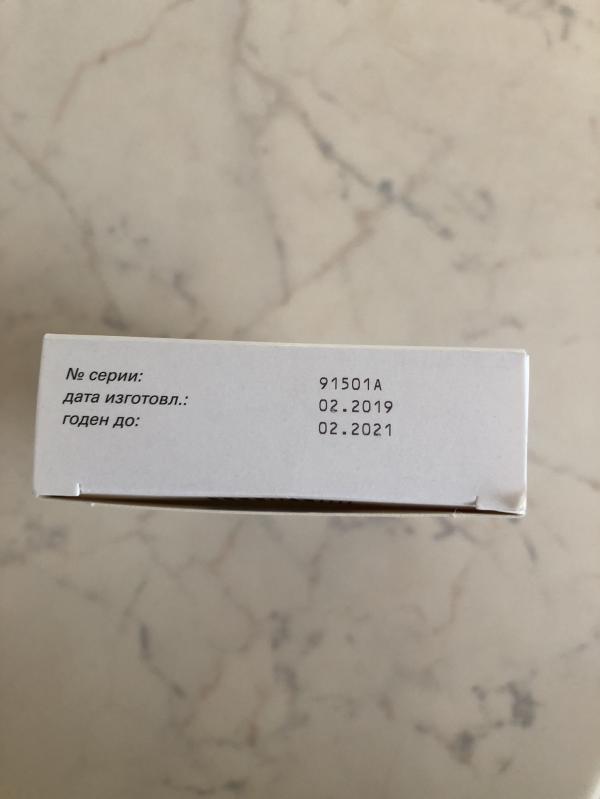 № серии: 91501A
дата изготовл.: 02.2019
годен до: 02.2021